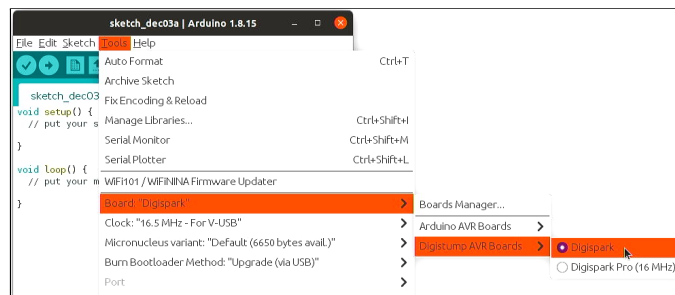 sketch_dec03a | Arduino 1.8.15
File Edit Sketch Tools Help
sketch_dec03
void setup() {
// put your s
}
void loop() {
// put your m
}
Auto Format Ctrl+T
Archive Sketch
Fix Encoding & Reload
Manage Libraries... Ctrl+Shift+I
Serial Monitor Ctrl+Shift+M
Serial Plotter Ctrl+Shift+L
WiFi101 / WiFiNINA Firmware Updater
Board: "Digispark"
Clock: "16.5 MHz - For V-USB"
Micronucleus variant: "Default (6650 bytes avail.)"
Burn Bootloader Method: "Upgrade (via USB)"
Port
Boards Manager...
Arduino AVR Boards
Digistump AVR Boards
Digispark
Digispark Pro (16 MHz)